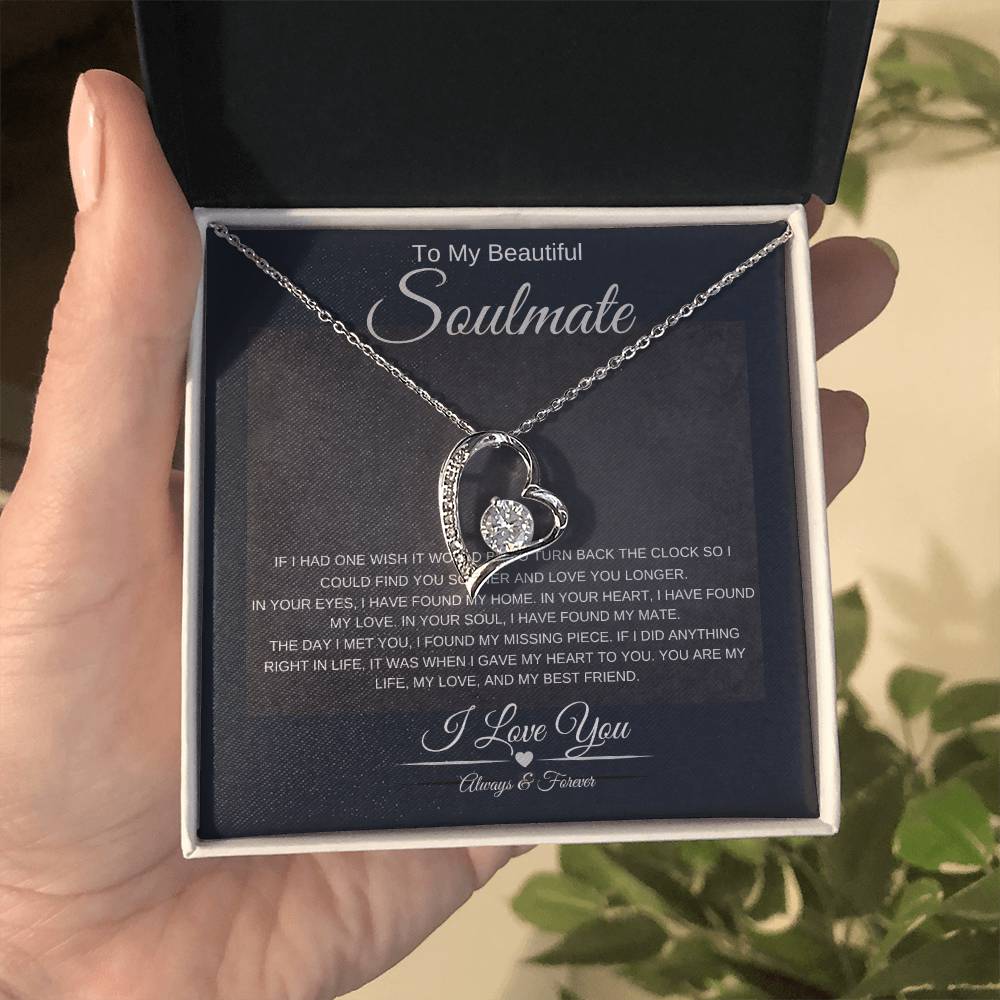 To My Beautiful
Soulmate
IF I HAD ONE WISH IT WOULD TURN BACK THE CLOCK SO I
COULD FIND YOU SOONER AND LOVE YOU LONGER.
IN YOUR EYES, I HAVE FOUND MY HOME. IN YOUR HEART, I HAVE FOUND
MY LOVE. IN YOUR SOUL, I HAVE FOUND MY MATE.
THE DAY I MET YOU, I FOUND MY MISSING PIECE. IF I DID ANYTHING
RIGHT IN LIFE, IT WAS WHEN I GAVE MY HEART TO YOU. YOU ARE MY
LIFE, MY LOVE, AND MY BEST FRIEND.
I Love You
Always & Forever